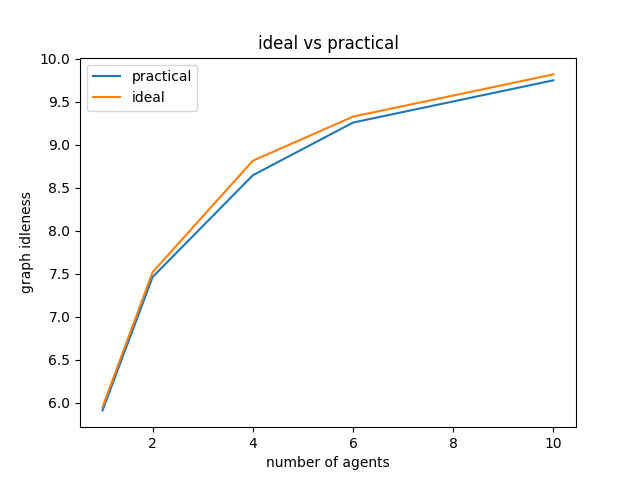 ideal vs practical
practical
ideal
10.0
9.5
9.0
8.5
8.0
7.5
7.0
6.5
6.0
graph idleness
2 4 6 8 10
number of agents